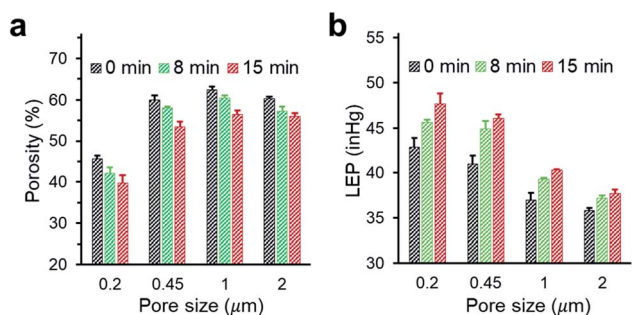 a
Porosity (%)
70
60
50
40
30
20
0 min
8 min
15 min
0.2
0.45
1
2
Pore size (μm)
b
LEP (inHg)
55
50
45
40
35
30
0 min
8 min
15 min
0.2
0.45
1
2
Pore size (μm)